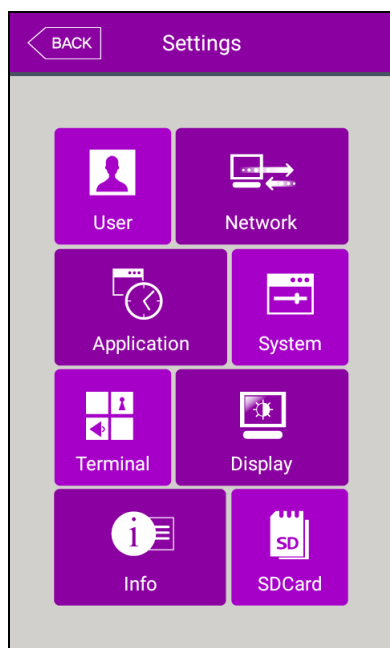 BACK
Settings
User
Network
Application
System
Terminal
Display
i
Info
SD
SDCard